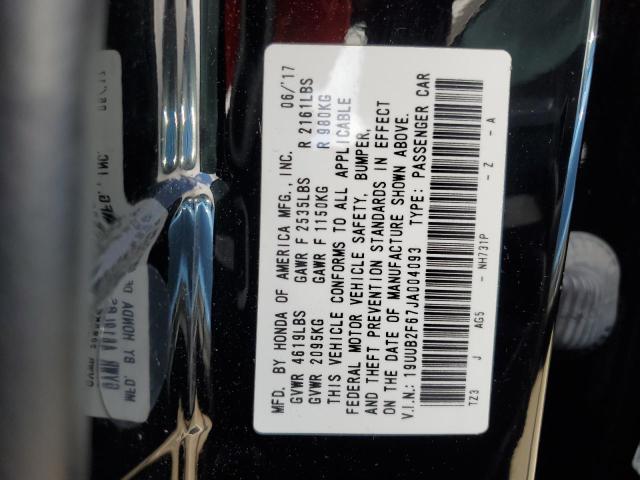 MFD. BY HONDA OF AMERICA MFG., INC. 06/'17
GVWR 4619LBS GAWR F 2535LBS R 2161LBS
GVWR 2095KG GAWR F 1150KG R 980KG
THIS VEHICLE CONFORMS TO ALL APPLICABLE
FEDERAL MOTOR VEHICLE SAFETY, BUMPER,
AND THEFT PREVENTION STANDARDS IN EFFECT
ON THE DATE OF MANUFACTURE SHOWN ABOVE.
V.I.N.: 19UUB2F67JA004093 TYPE: PASSENGER CAR
TZ3 J AG5 - NH731P - Z - A